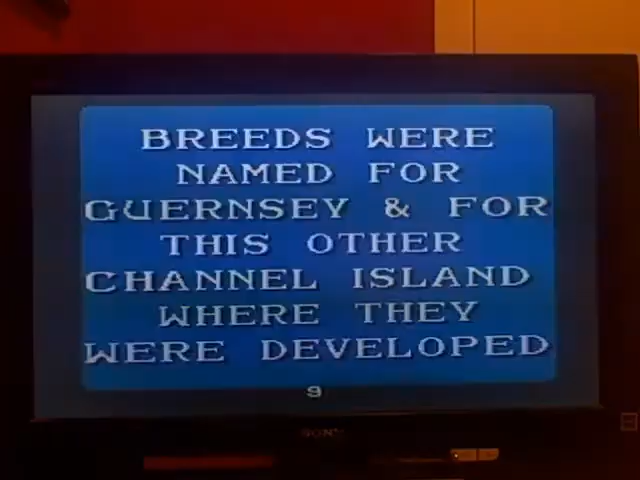 BREEDS WERE
NAMED FOR
GUERNSEY & FOR
THIS OTHER
CHANNEL ISLAND
WHERE THEY
WERE DEVELOPED
9
SONY